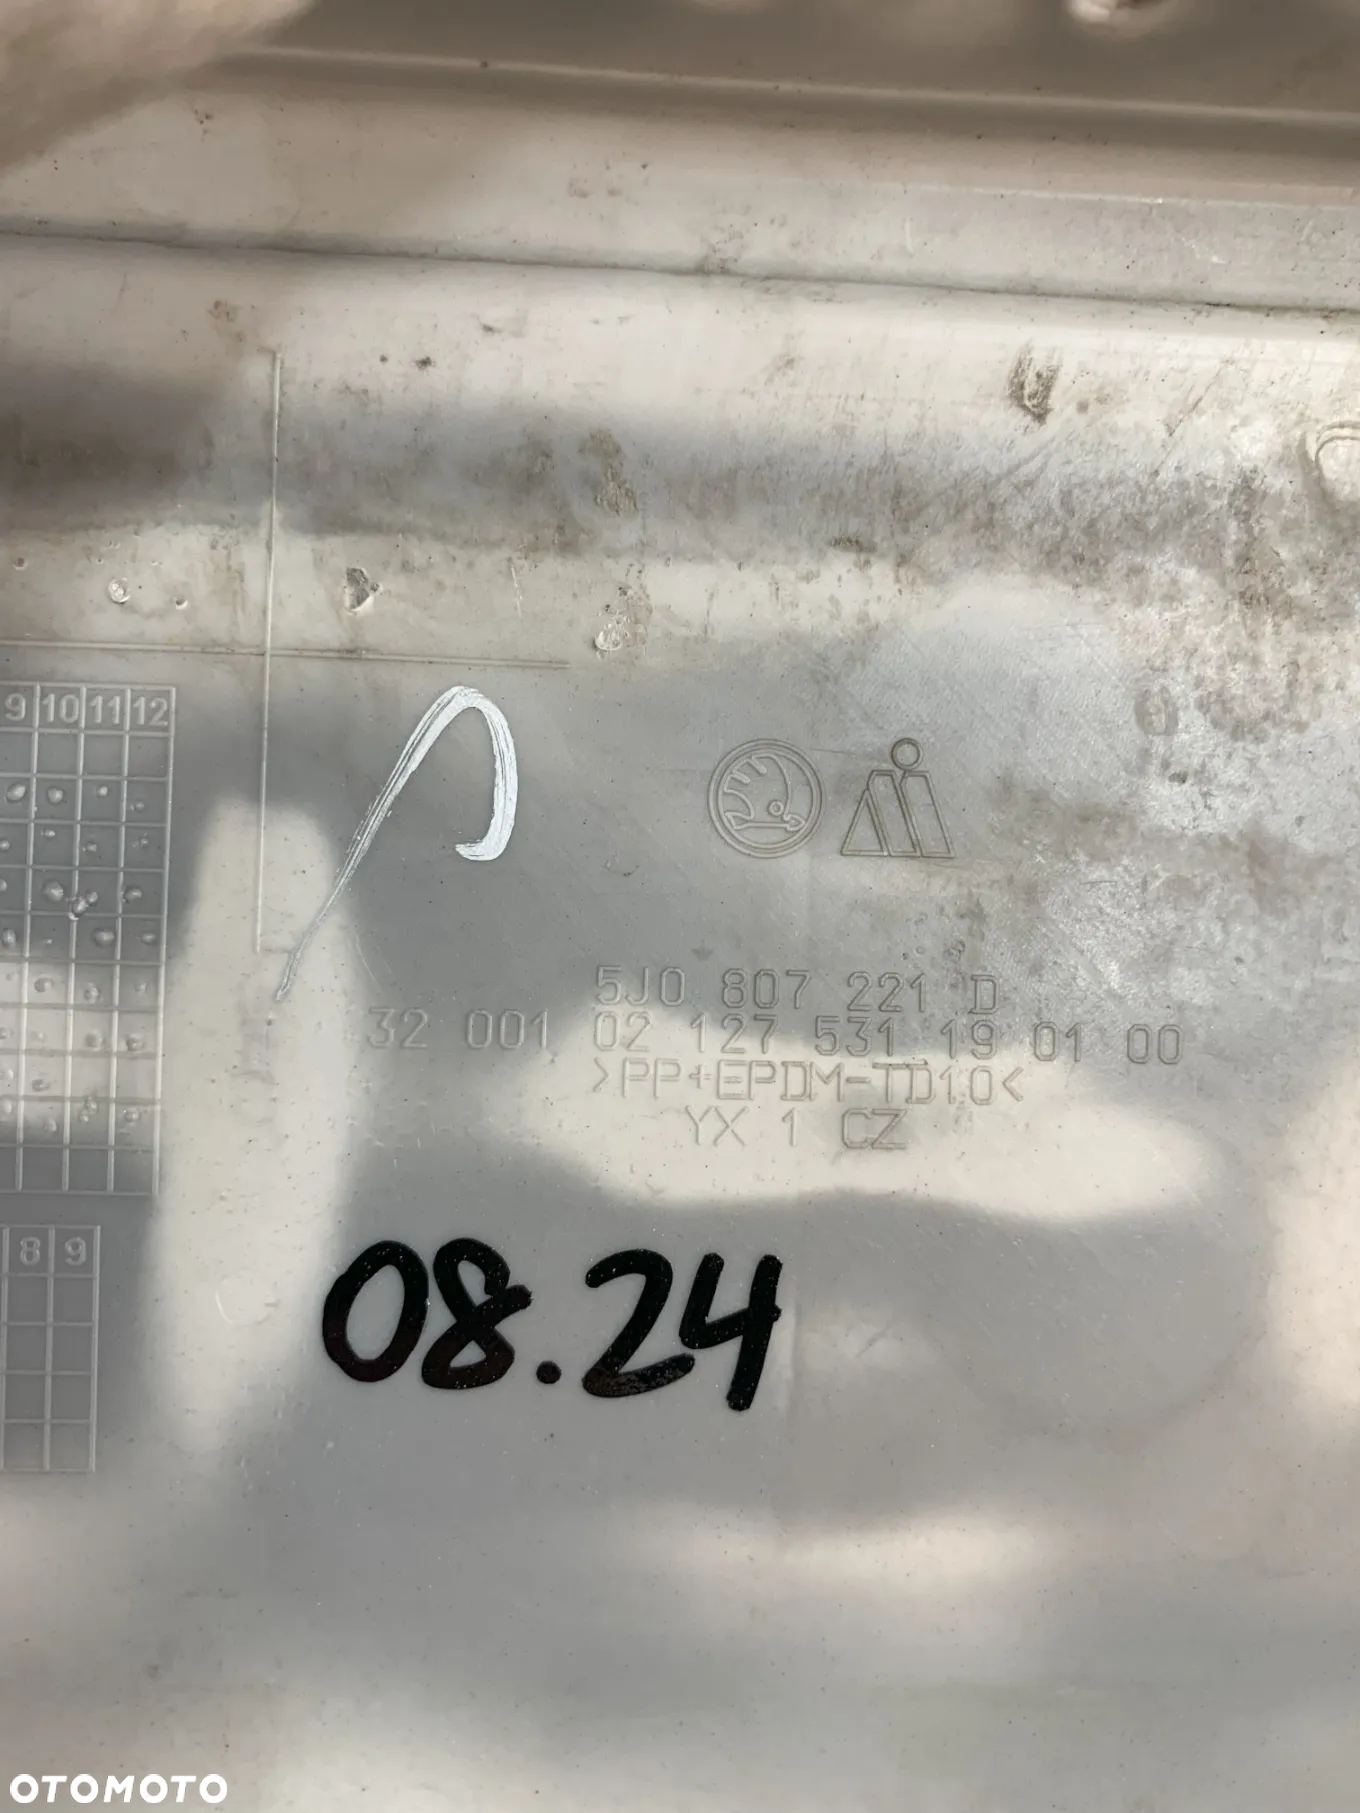 9 10 11 12
5J0 807 221 D
32 001 02 127 531 19 01 00
>PP+EPDM-TD10<
YX 1 CZ
8 9
08.24
OTOMOTO